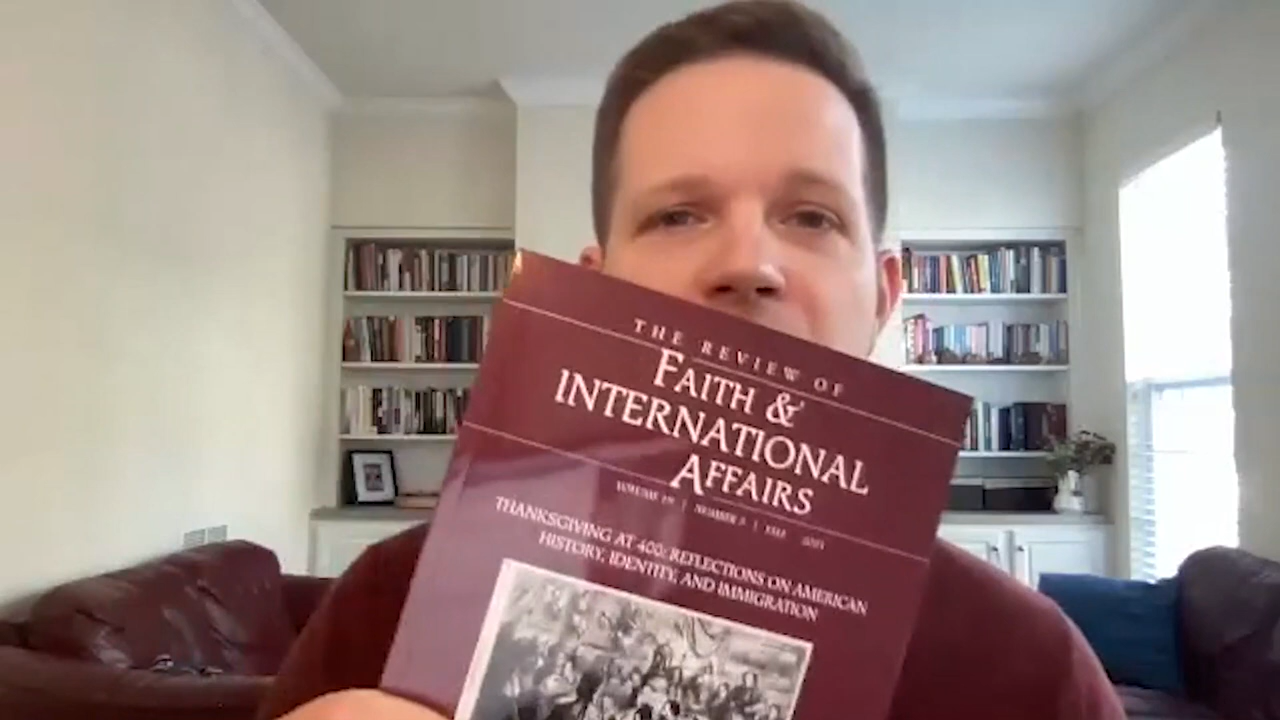 THE REVIEW OF
FAITH &
INTERNATIONAL
AFFAIRS
VOLUME 19 | NUMBER 3 | FALL 2021
THANKSGIVING AT 400: REFLECTIONS ON AMERICAN
HISTORY, IDENTITY, AND IMMIGRATION